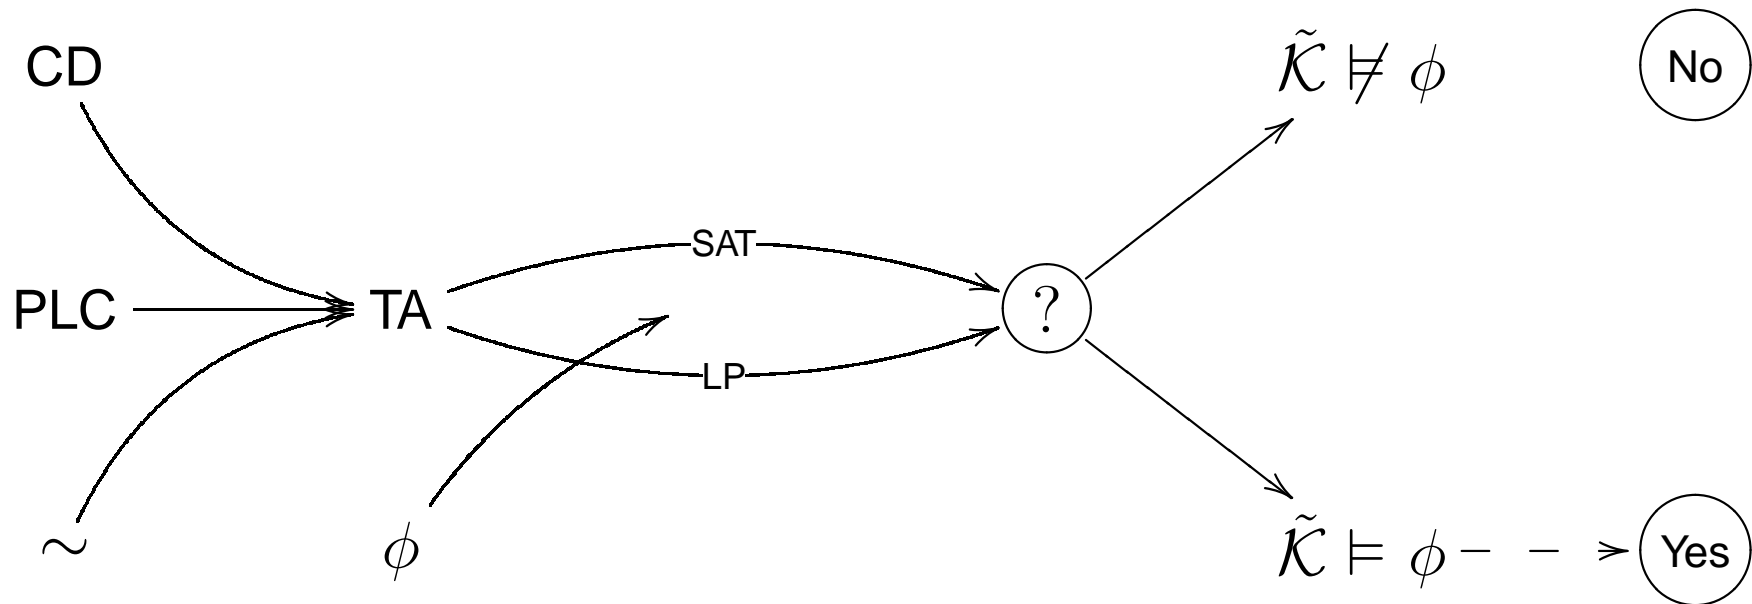 CD
K̃ ⊭ ϕ
No
SAT
PLC
TA
?
LP
~
ϕ
K̃ ⊨ ϕ
Yes